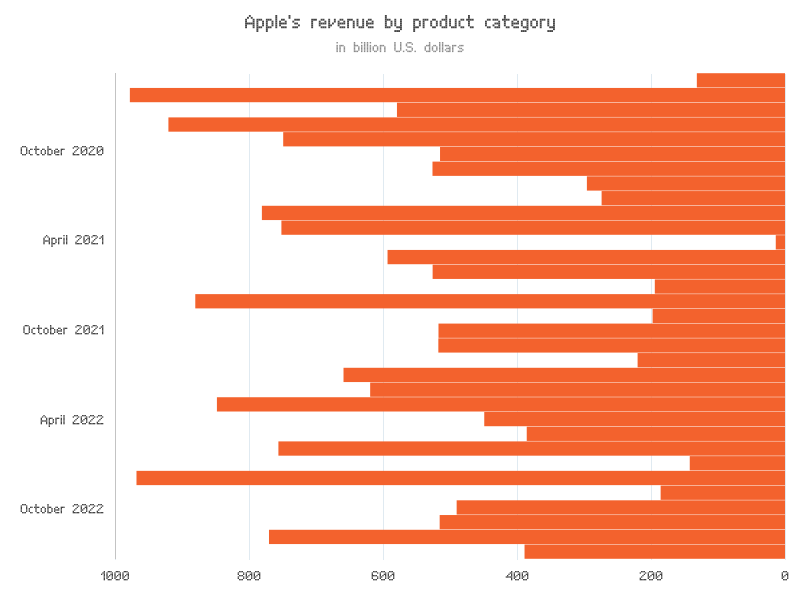 Apple's revenue by product category
in billion U.S. dollars
October 2020
April 2021
October 2021
April 2022
October 2022
1000 800 600 400 200 0